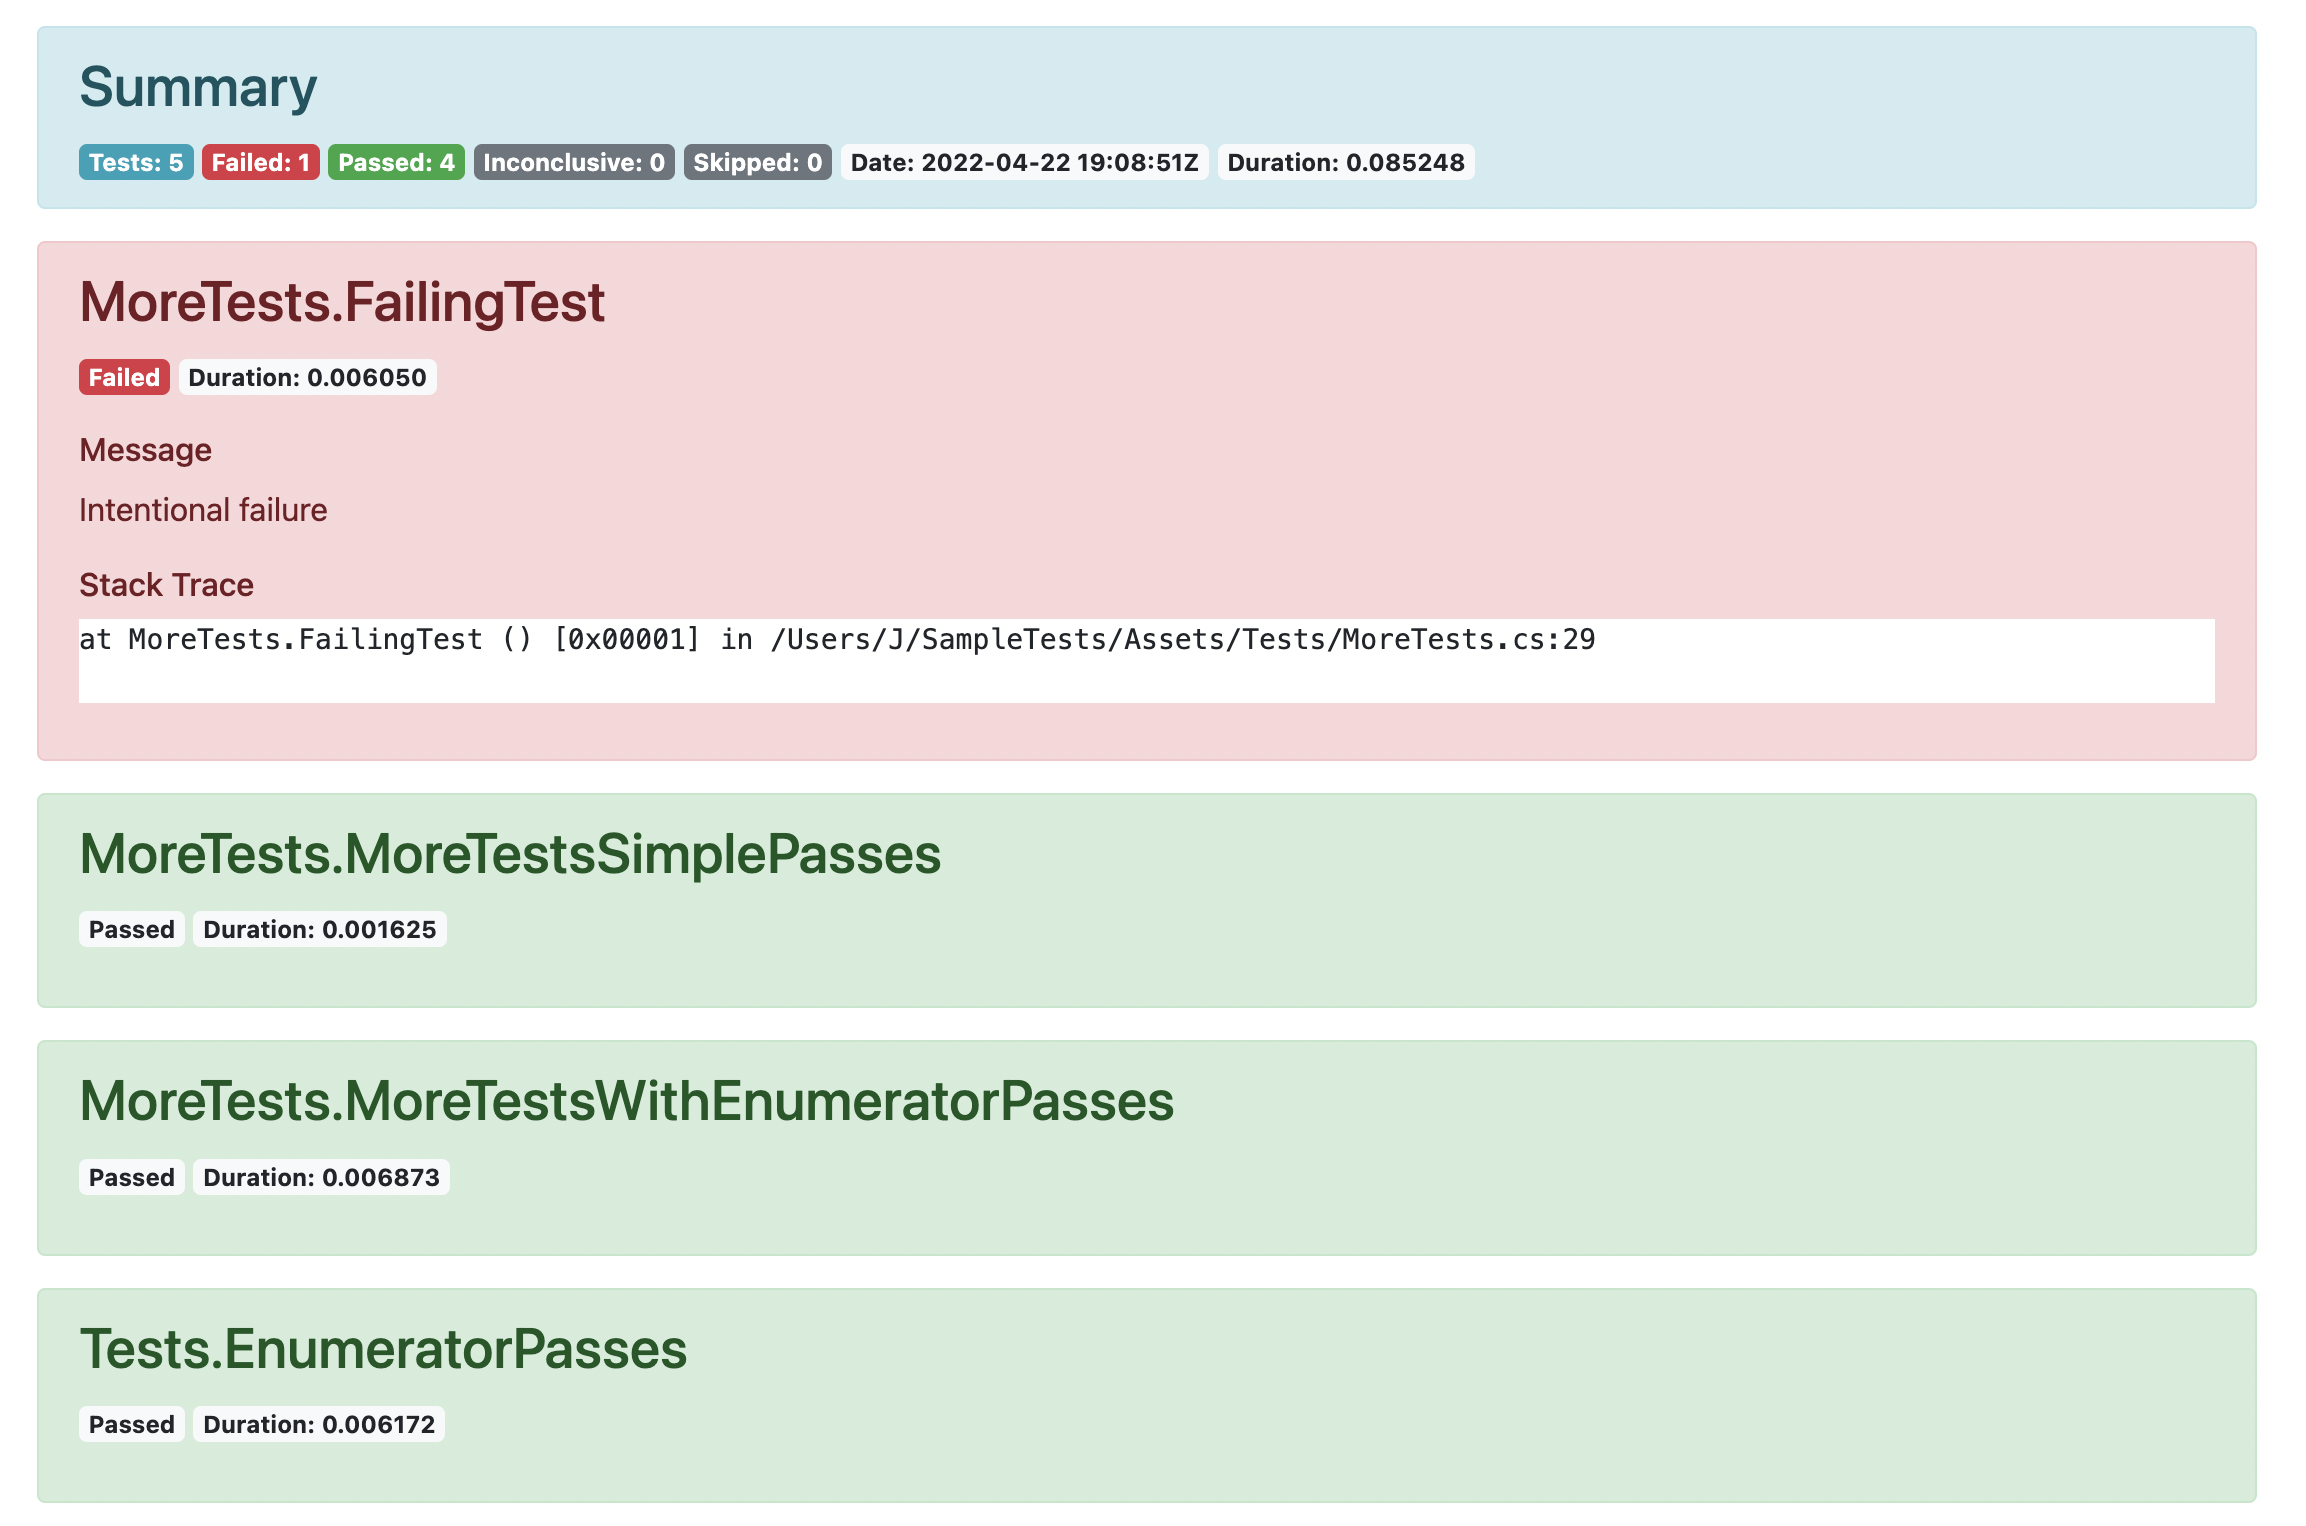 Summary
Tests: 5 Failed: 1 Passed: 4 Inconclusive: 0 Skipped: 0 Date: 2022-04-22 19:08:51Z Duration: 0.085248
MoreTests.FailingTest
Failed Duration: 0.006050
Message
Intentional failure
Stack Trace
at MoreTests.FailingTest () [0x00001] in /Users/J/SampleTests/Assets/Tests/MoreTests.cs:29
MoreTests.MoreTestsSimplePasses
Passed Duration: 0.001625
MoreTests.MoreTestsWithEnumeratorPasses
Passed Duration: 0.006873
Tests.EnumeratorPasses
Passed Duration: 0.006172